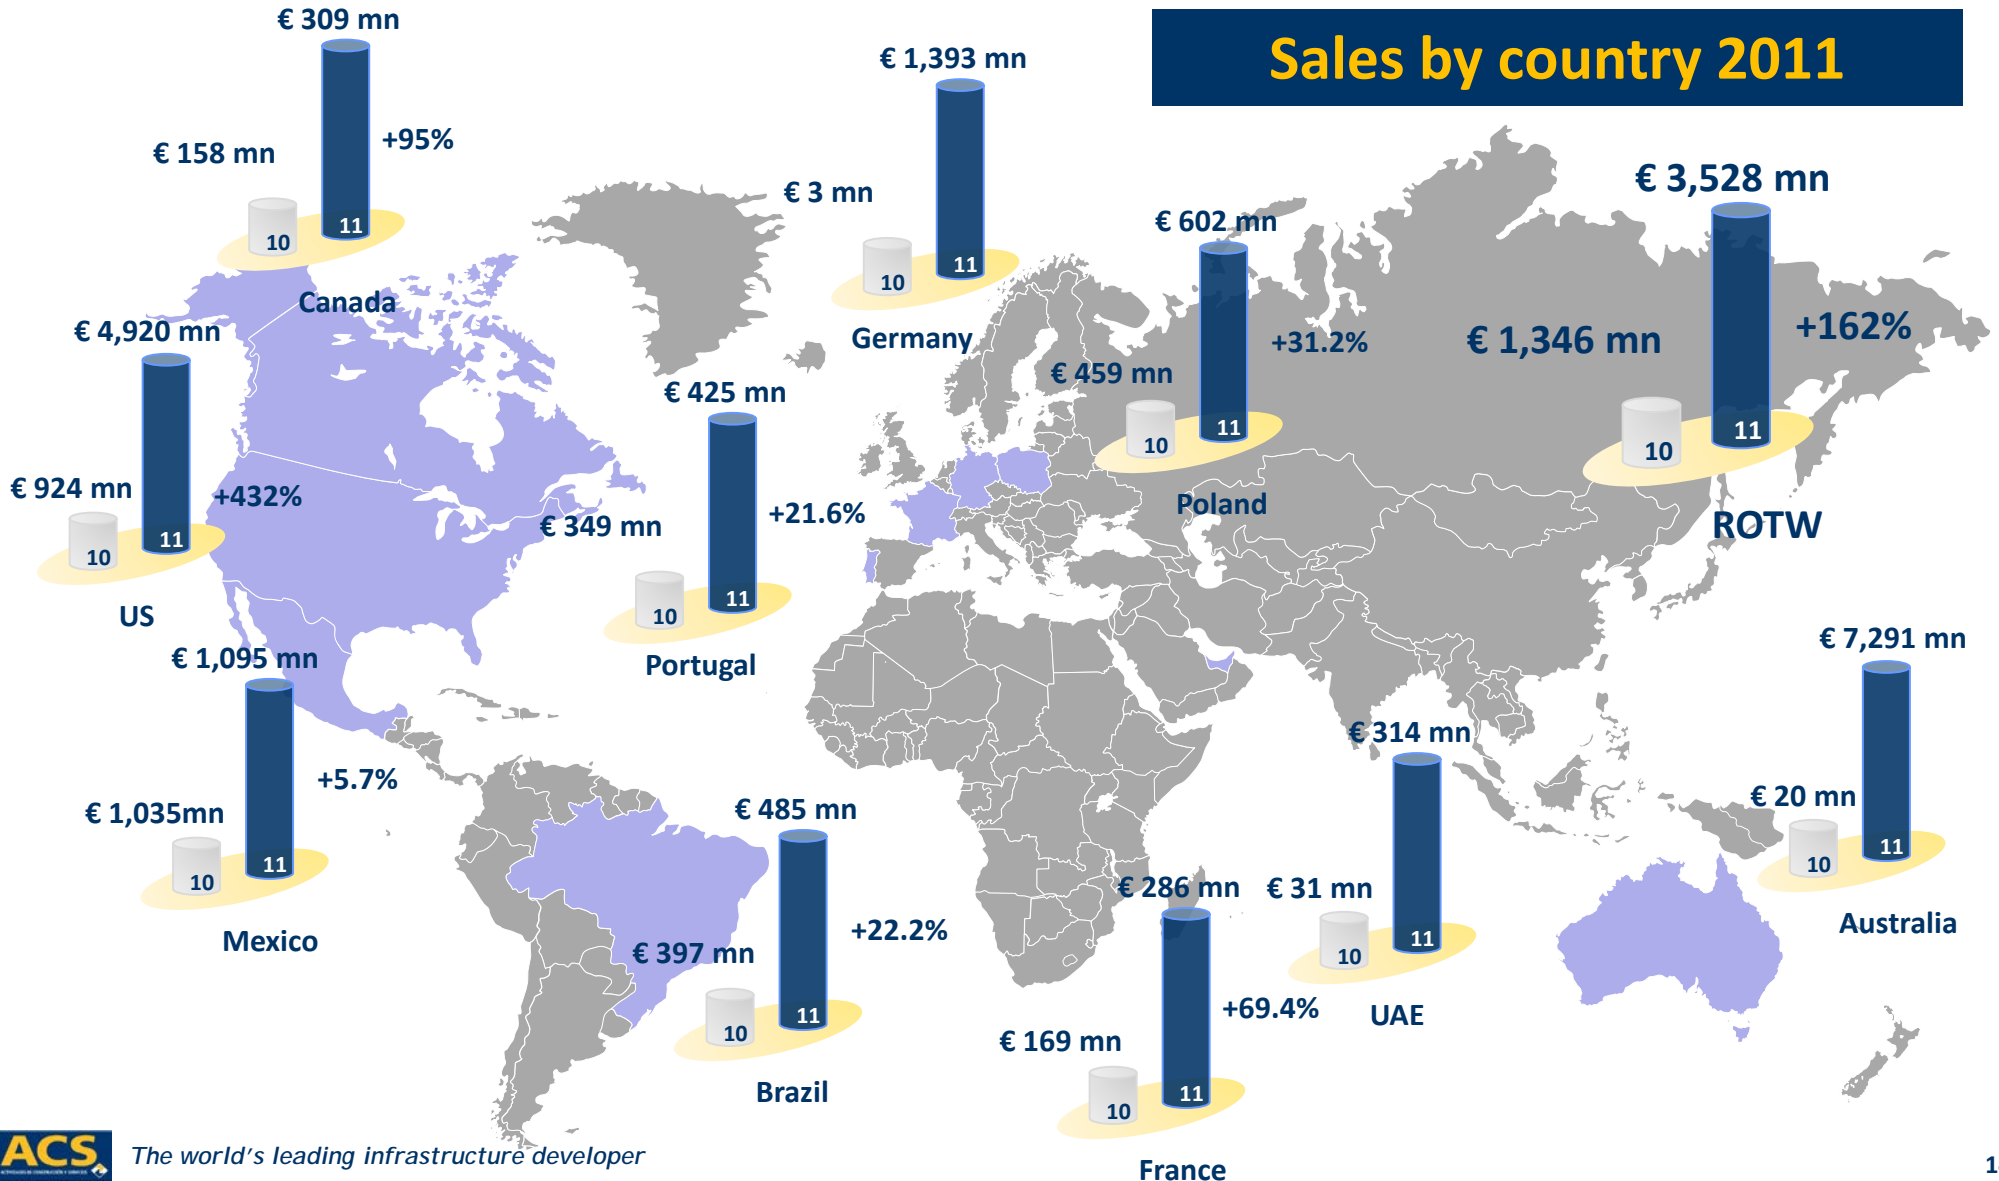 Sales by country 2011
€ 309 mn
€ 158 mn
+95%
10
11
Canada
€ 1,393 mn
€ 3 mn
10
11
Germany
€ 602 mn
€ 459 mn
+31.2%
10
11
Poland
€ 3,528 mn
€ 1,346 mn
+162%
10
11
ROTW
€ 4,920 mn
€ 924 mn
+432%
10
11
US
€ 425 mn
€ 349 mn
+21.6%
10
11
Portugal
€ 1,095 mn
€ 1,035mn
+5.7%
10
11
Mexico
€ 485 mn
€ 397 mn
+22.2%
10
11
Brazil
€ 286 mn
€ 169 mn
+69.4%
10
11
France
€ 314 mn
€ 31 mn
10
11
UAE
€ 7,291 mn
€ 20 mn
10
11
Australia
ACS
The world's leading infrastructure developer